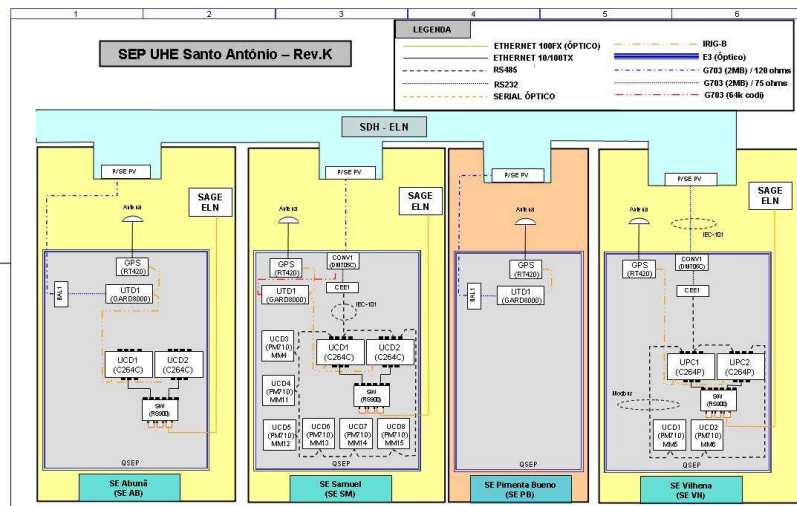 1
2
3
4
5
6
SEP UHE Santo Antônio – Rev.K
LEGENDA
ETHERNET 100FX (ÓPTICO)
ETHERNET 10/100TX
RS485
RS232
SERIAL ÓPTICO
IRIG-B
E3 (Óptico)
G703 (2MB) / 120 ohms
G703 (2MB) / 75 ohms
G703 (64k codi)
SDH - ELN
P/SE PV
SAGE
ELN
Antena
GPS
(RT420)
UTD1
(GARD8000)
BAL1
UCD1
(C264C)
UCD2
(C264C)
SW
(RS900)
QSEP
SE Abunã
(SE AB)
P/SE PV
SAGE
ELN
Antena
GPS
(RT420)
CONV1
(DM705C)
UTD1
(GARD8000)
CEE1
IEC-101
UCD3
(PM710)
MM4
UCD1
(C264C)
UCD2
(C264C)
UCD4
(PM710)
MM11
SW
(RS900)
UCD5
(PM710)
MM12
UCD6
(PM710)
MM13
UCD7
(PM710)
MM14
UCD8
(PM710)
MM15
QSEP
SE Samuel
(SE SM)
P/SE PV
Antena
GPS
(RT420)
UTD1
(GARD8000)
BAL1
QSEP
SE Pimenta Bueno
(SE PB)
P/SE PV
SAGE
ELN
Antena
IEC-101
GPS
(RT420)
CONV1
(DM705C)
CEE1
UPC1
(C264P)
UPC2
(C264P)
Modbus
SW
(RS900)
UCD1
(PM710)
MM5
UCD2
(PM710)
MM6
QSEP
SE Vilhena
(SE VN)